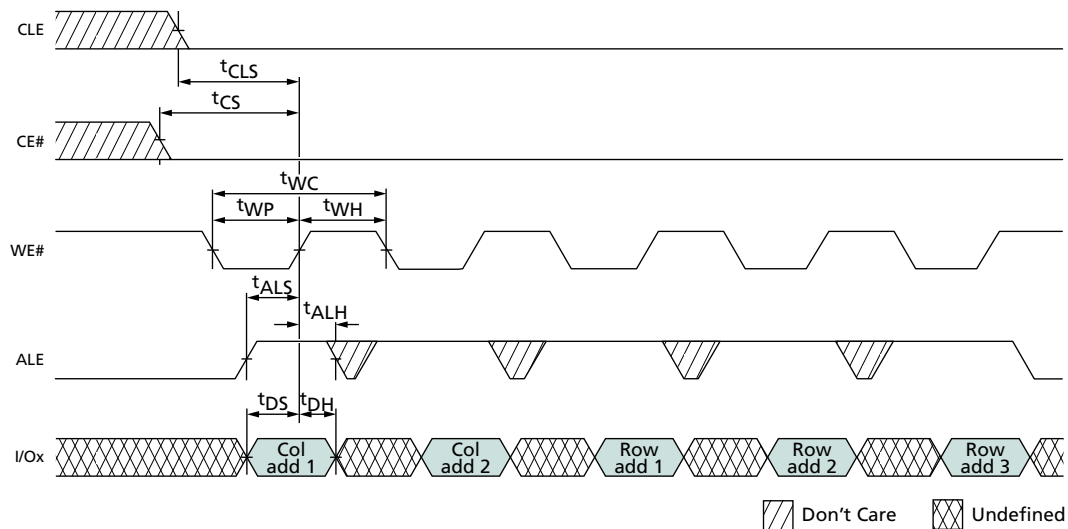 CLE
tCLS
tCS
CE#
tWC
tWP
tWH
WE#
tALS
tALH
ALE
tDS
tDH
I/Ox
Col add 1
Col add 2
Row add 1
Row add 2
Row add 3
Don't Care
Undefined